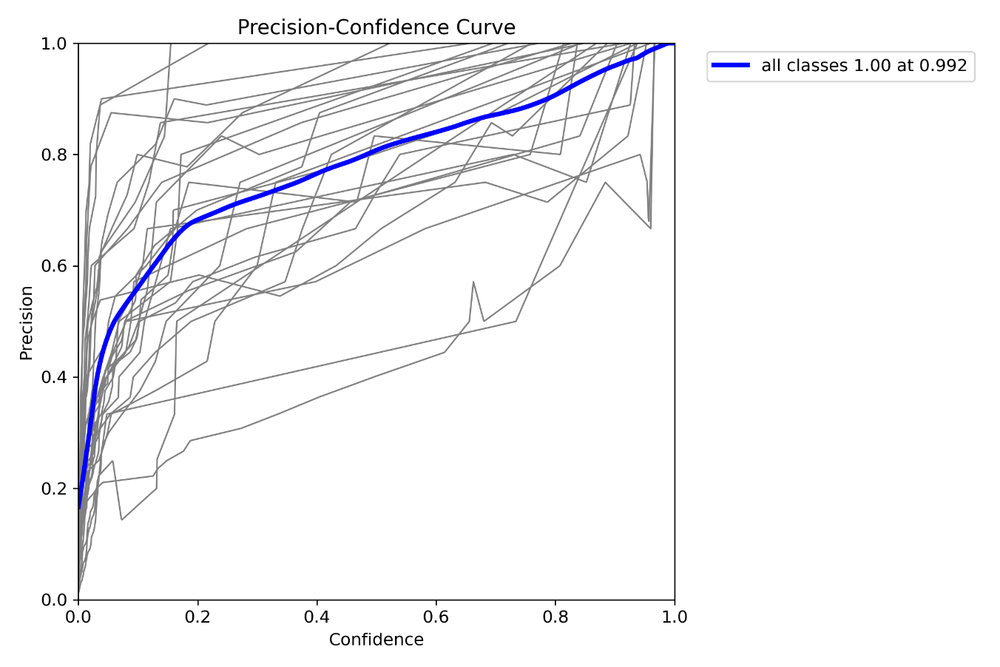 Precision-Confidence Curve
all classes 1.00 at 0.992
Precision
1.0
0.8
0.6
0.4
0.2
0.0
0.0 0.2 0.4 0.6 0.8 1.0
Confidence